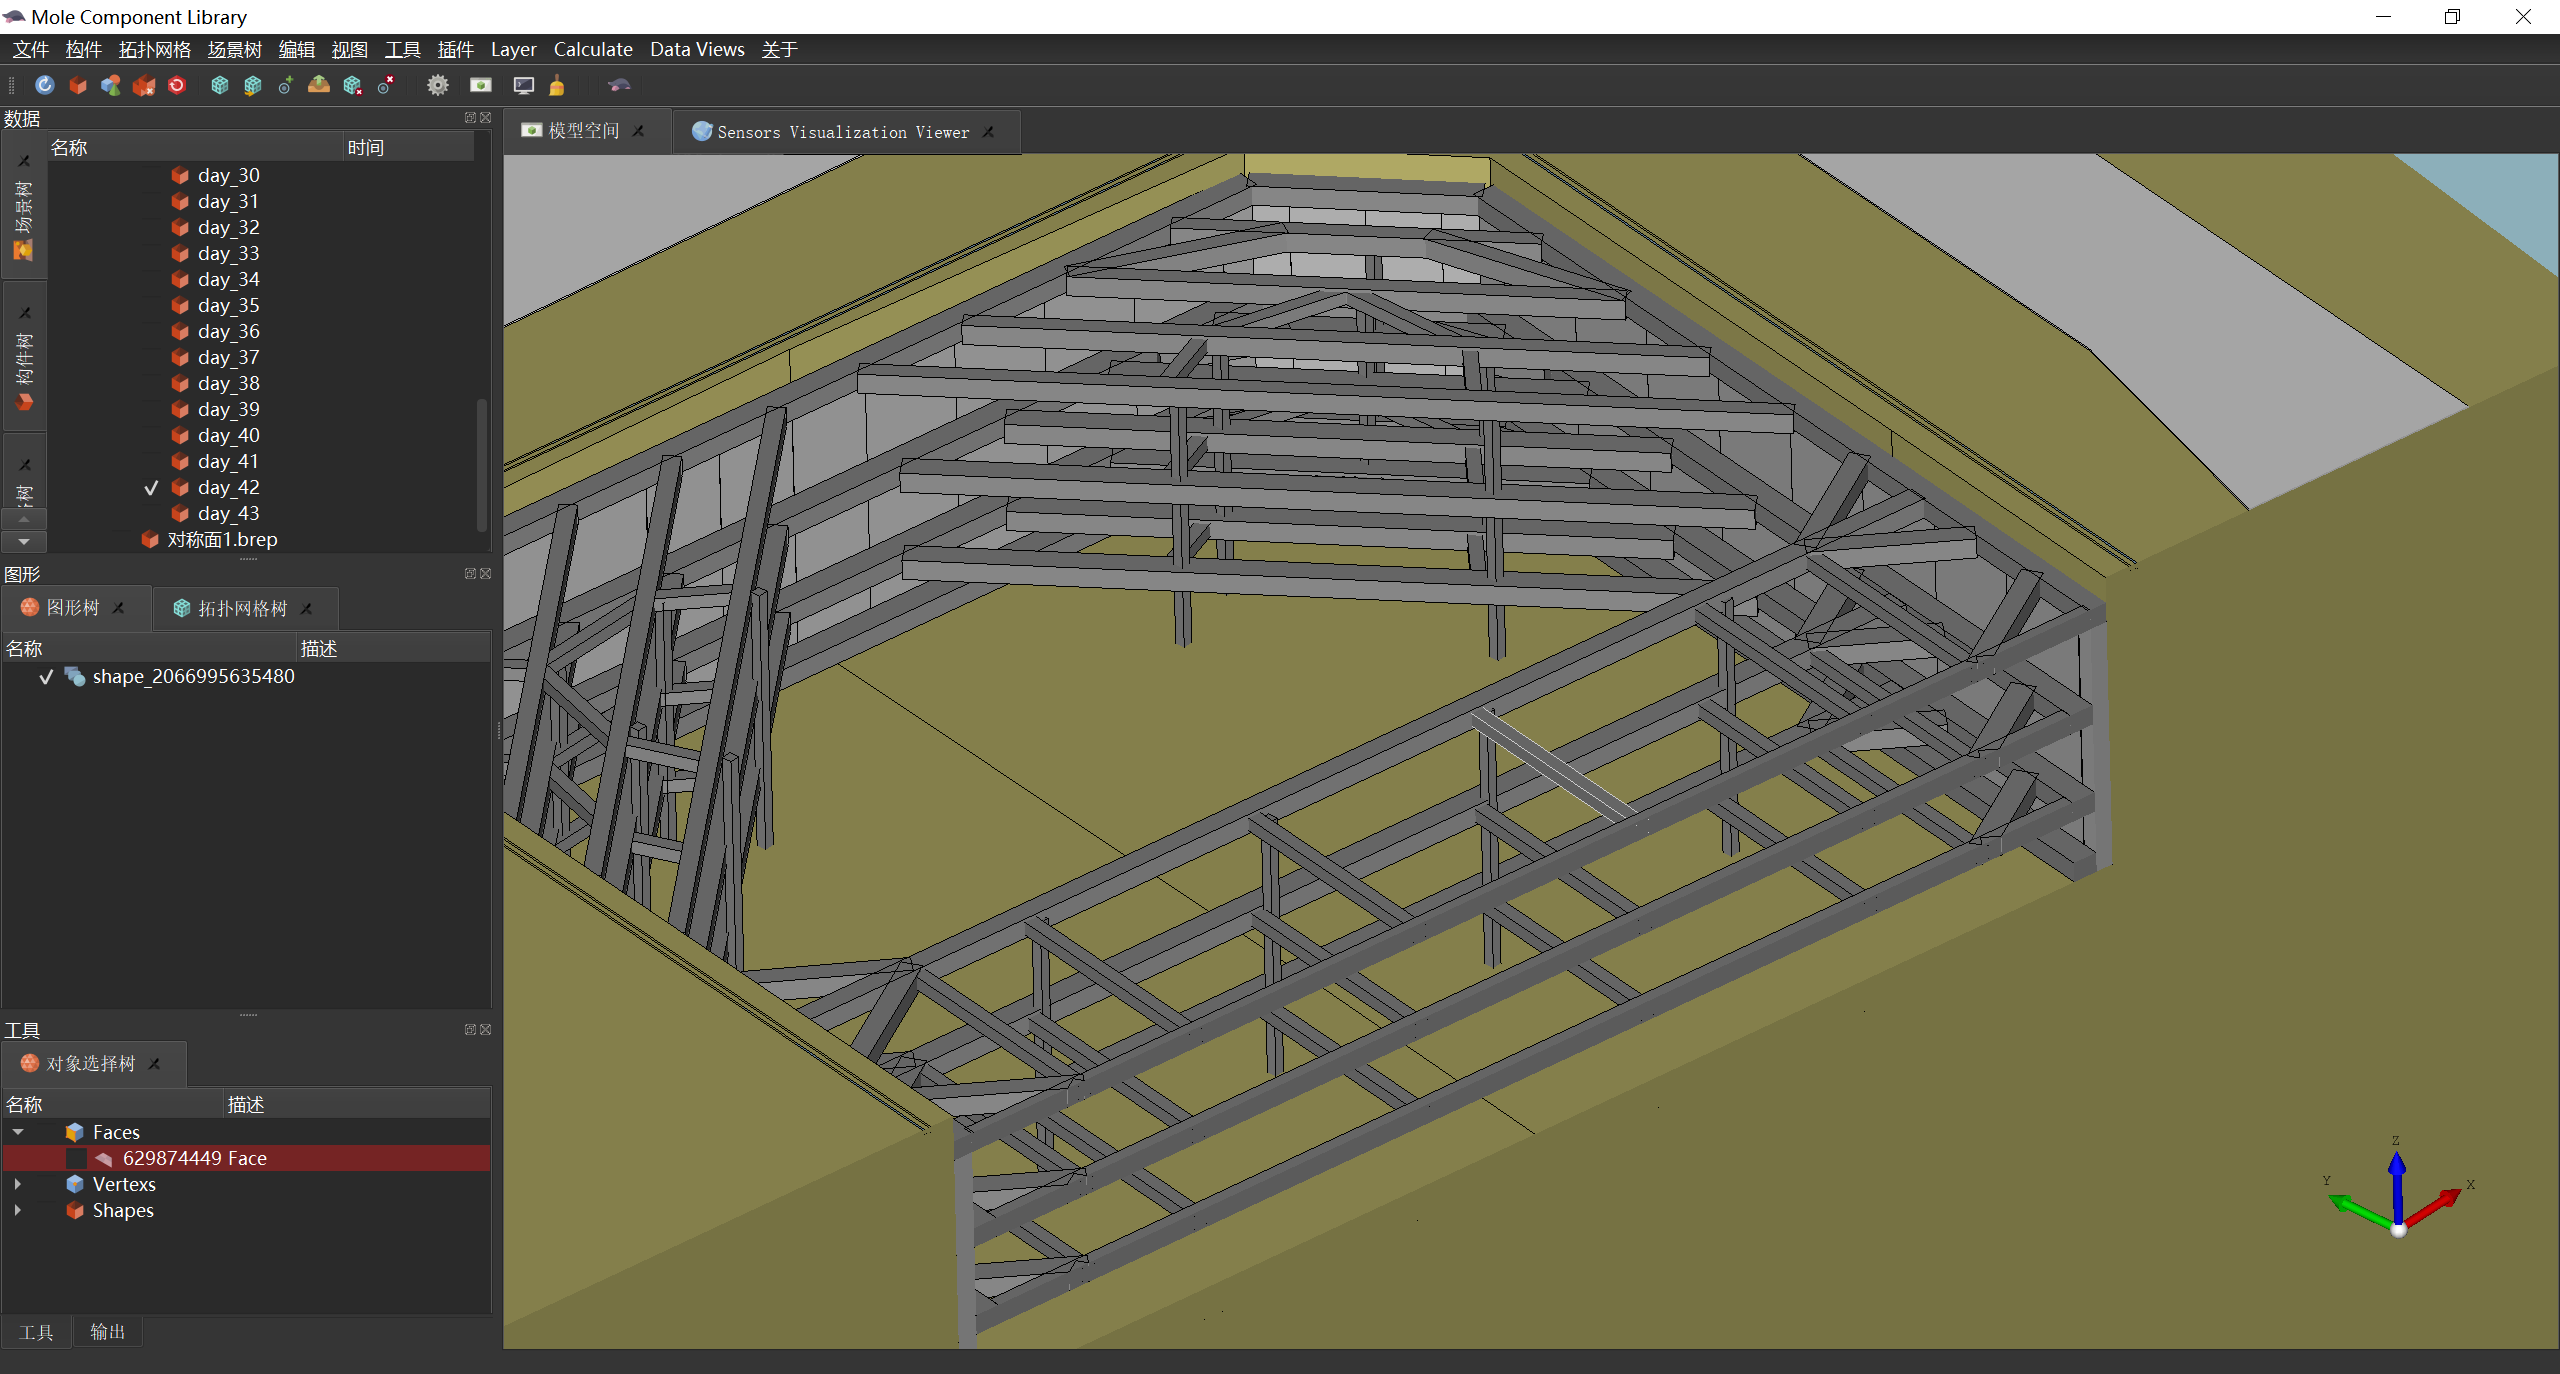 Mole Component Library
文件 构件 拓扑网格 场景树 编辑 视图 工具 插件 Layer Calculate Data Views 关于
数据
场景树
构件树
树
名称 时间
day_30
day_31
day_32
day_33
day_34
day_35
day_36
day_37
day_38
day_39
day_40
day_41
day_42
day_43
对称面1.brep
图形
图形树 拓扑网格树
名称 描述
shape_2066995635480
工具
对象选择树
名称 描述
Faces
629874449 Face
Vertexs
Shapes
工具 输出
模型空间 Sensors Visualization Viewer
Z
Y
X